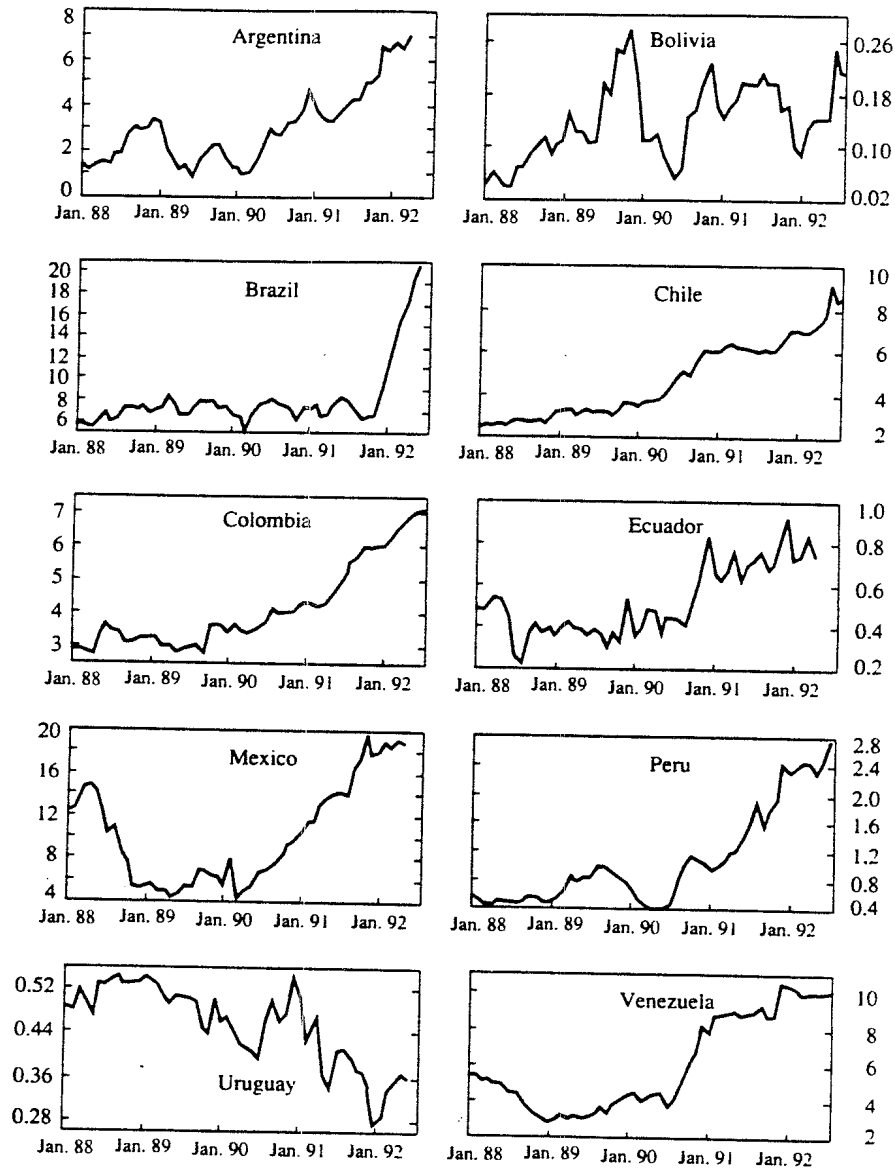 Argentina
8
6
4
2
0
Jan. 88 Jan. 89 Jan. 90 Jan. 91 Jan. 92
Bolivia
0.26
0.18
0.10
0.02
Jan. 88 Jan. 89 Jan. 90 Jan. 91 Jan. 92
Brazil
20
18
16
14
12
10
8
6
Jan. 88 Jan. 89 Jan. 90 Jan. 91 Jan. 92
Chile
10
8
6
4
2
Jan. 88 Jan. 89 Jan. 90 Jan. 91 Jan. 92
Colombia
7
6
5
4
3
Jan. 88 Jan. 89 Jan. 90 Jan. 91 Jan. 92
Ecuador
1.0
0.8
0.6
0.4
0.2
Jan. 88 Jan. 89 Jan. 90 Jan. 91 Jan. 92
Mexico
20
16
12
8
4
Jan. 88 Jan. 89 Jan. 90 Jan. 91 Jan. 92
Peru
2.8
2.4
2.0
1.6
1.2
0.8
0.4
Jan. 88 Jan. 89 Jan. 90 Jan. 91 Jan. 92
Uruguay
0.52
0.44
0.36
0.28
Jan. 88 Jan. 89 Jan. 90 Jan. 91 Jan. 92
Venezuela
10
8
6
4
2
Jan. 88 Jan. 89 Jan. 90 Jan. 91 Jan. 92